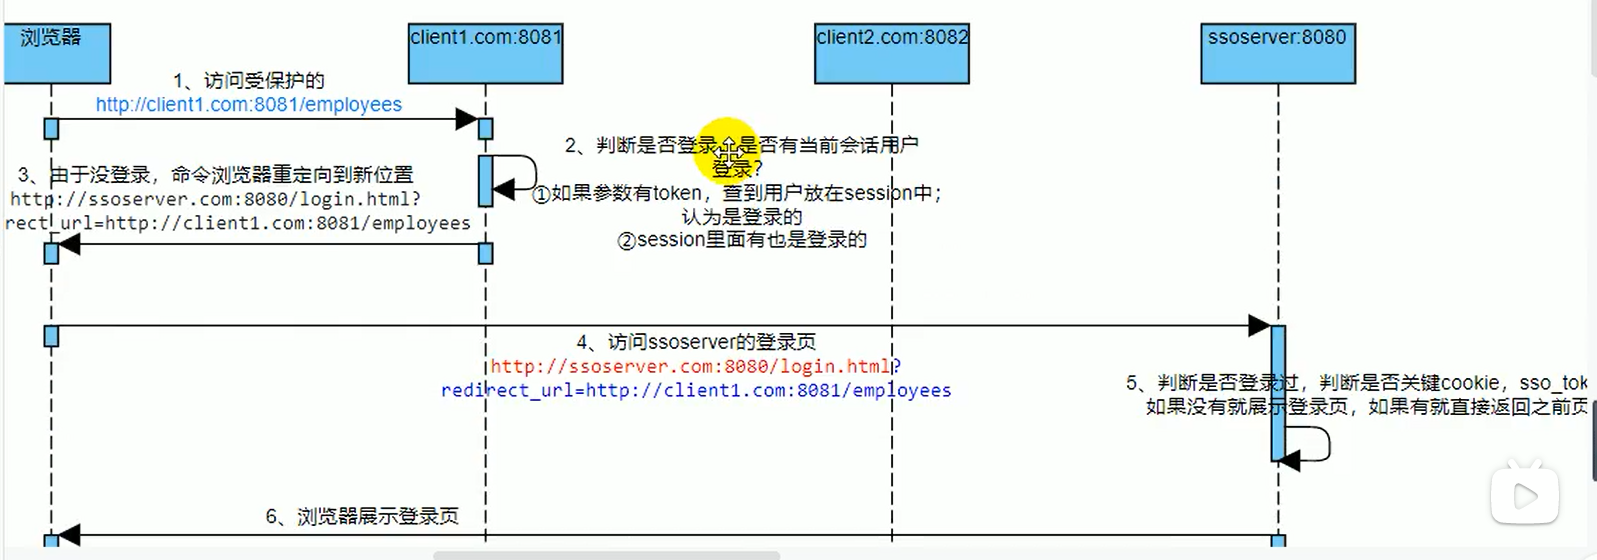 浏览器
client1.com:8081
client2.com:8082
ssoserver:8080
1、访问受保护的
http://client1.com:8081/employees
2、判断是否登录，是否有当前会话用户
登录?
①如果参数有token，查到用户放在session中；
认为是登录的
②session里面有也是登录的
3、由于没登录，命令浏览器重定向到新位置
http://ssoserver.com:8080/login.html?
rect_url=http://client1.com:8081/employees
4、访问ssoserver的登录页
http://ssoserver.com:8080/login.html?
redirect_url=http://client1.com:8081/employees
5、判断是否登录过，判断是否关键cookie，sso_tok
如果没有就展示登录页，如果有就直接返回之前页
6、浏览器展示登录页